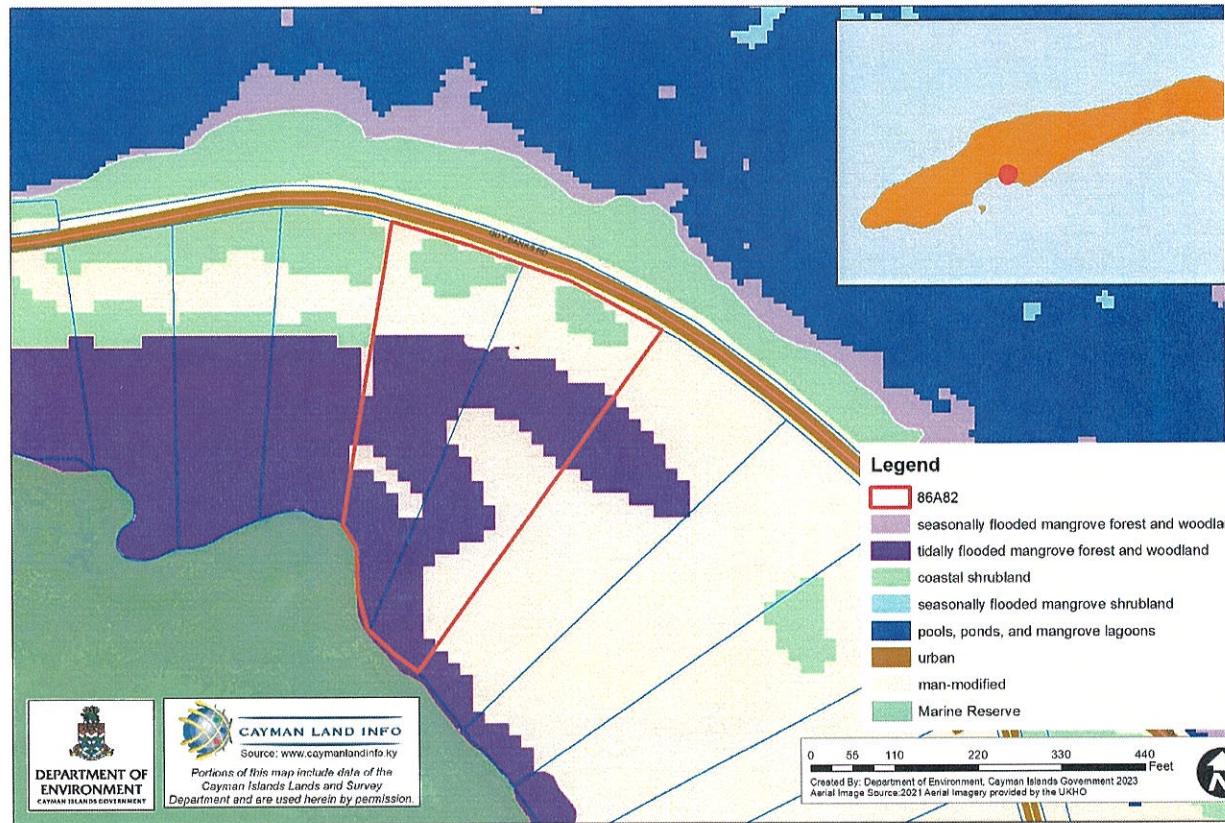 GUY BANKS RD
Legend
86A82
seasonally flooded mangrove forest and woodla
tidally flooded mangrove forest and woodland
coastal shrubland
seasonally flooded mangrove shrubland
pools, ponds, and mangrove lagoons
urban
man-modified
Marine Reserve
DEPARTMENT OF
ENVIRONMENT
CAYMAN ISLANDS GOVERNMENT
CAYMAN LAND INFO
Source: www.caymanlandinfo.ky
Portions of this map include data of the
Cayman Islands Lands and Survey
Department and are used herein by permission.
0 55 110 220 330 440
Feet
Created By: Department of Environment, Cayman Islands Government 2023
Aerial Image Source:2021 Aerial Imagery provided by the UKHO